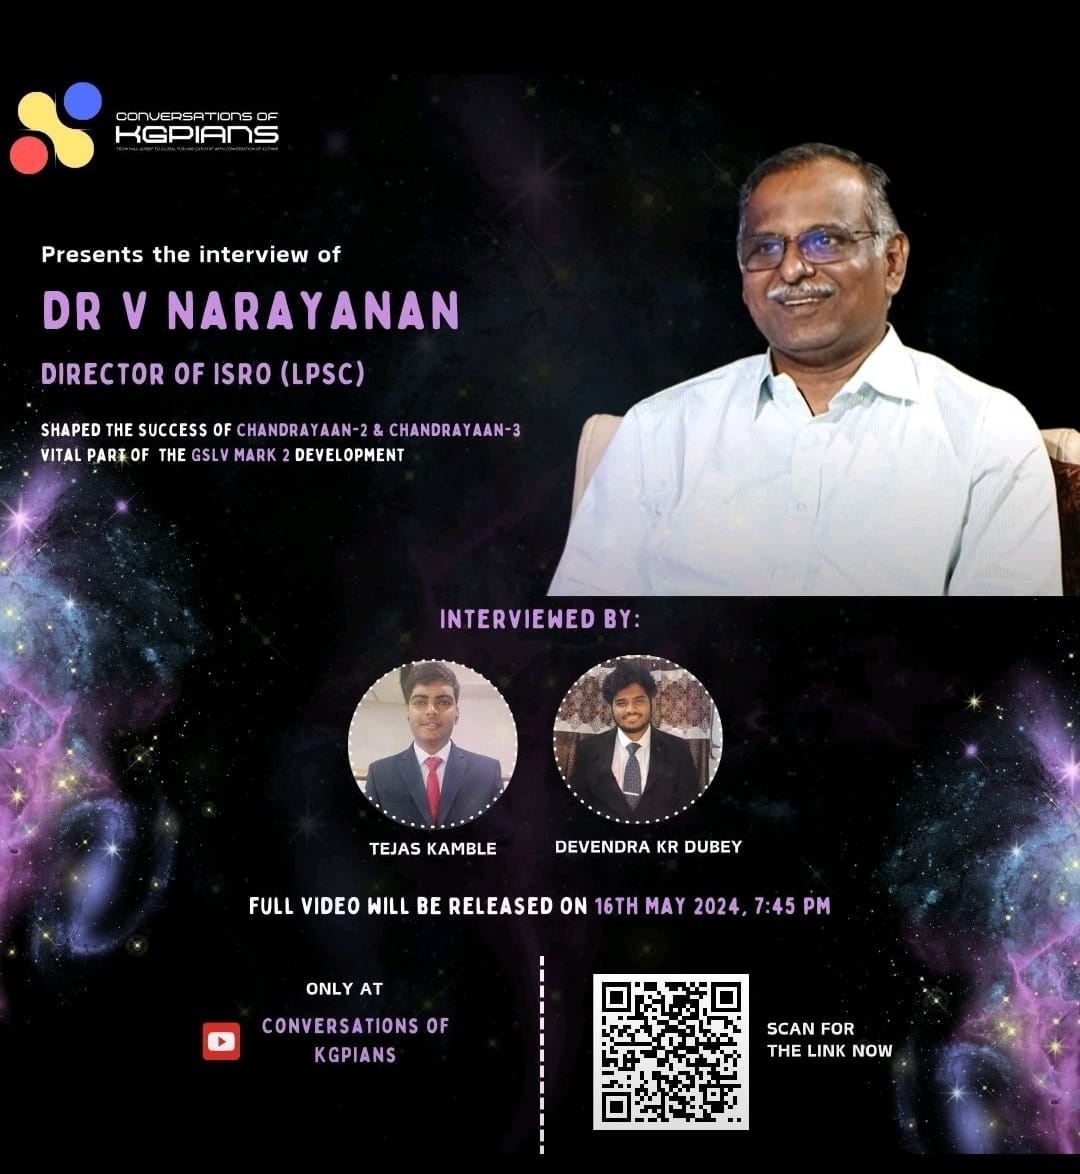 CONVERSATIONS OF
KGPIANS
Presents the interview of
DR V NARAYANAN
DIRECTOR OF ISRO (LPSC)
SHAPED THE SUCCESS OF CHANDRAYAAN-2 & CHANDRAYAAN-3
VITAL PART OF THE GSLV MARK 2 DEVELOPMENT
INTERVIEWED BY:
TEJAS KAMBLE
DEVENDRA KR DUBEY
FULL VIDEO WILL BE RELEASED ON 16TH MAY 2024, 7:45 PM
ONLY AT
CONVERSATIONS OF
KGPIANS
SCAN FOR
THE LINK NOW